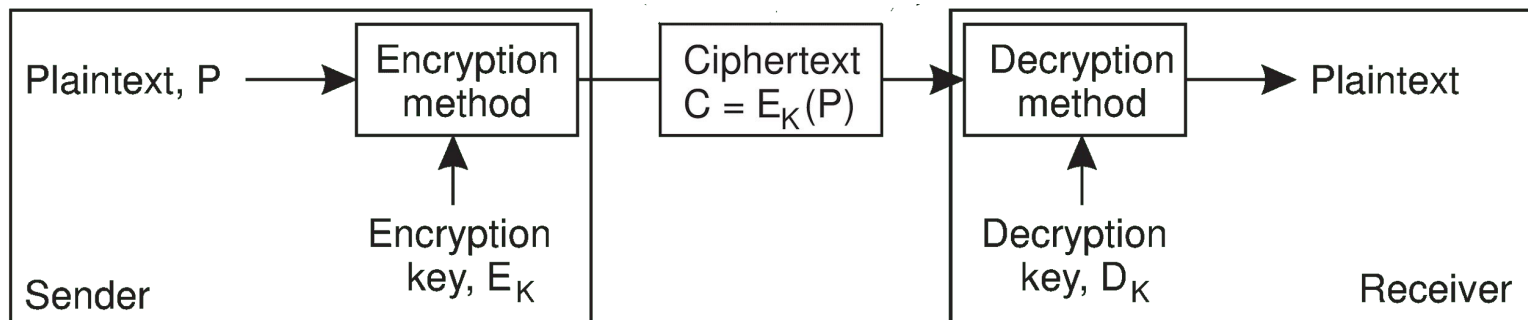 Plaintext, P
Encryption
method
Ciphertext
C = E_K(P)
Decryption
method
Plaintext
Encryption
key, E_K
Decryption
key, D_K
Sender
Receiver